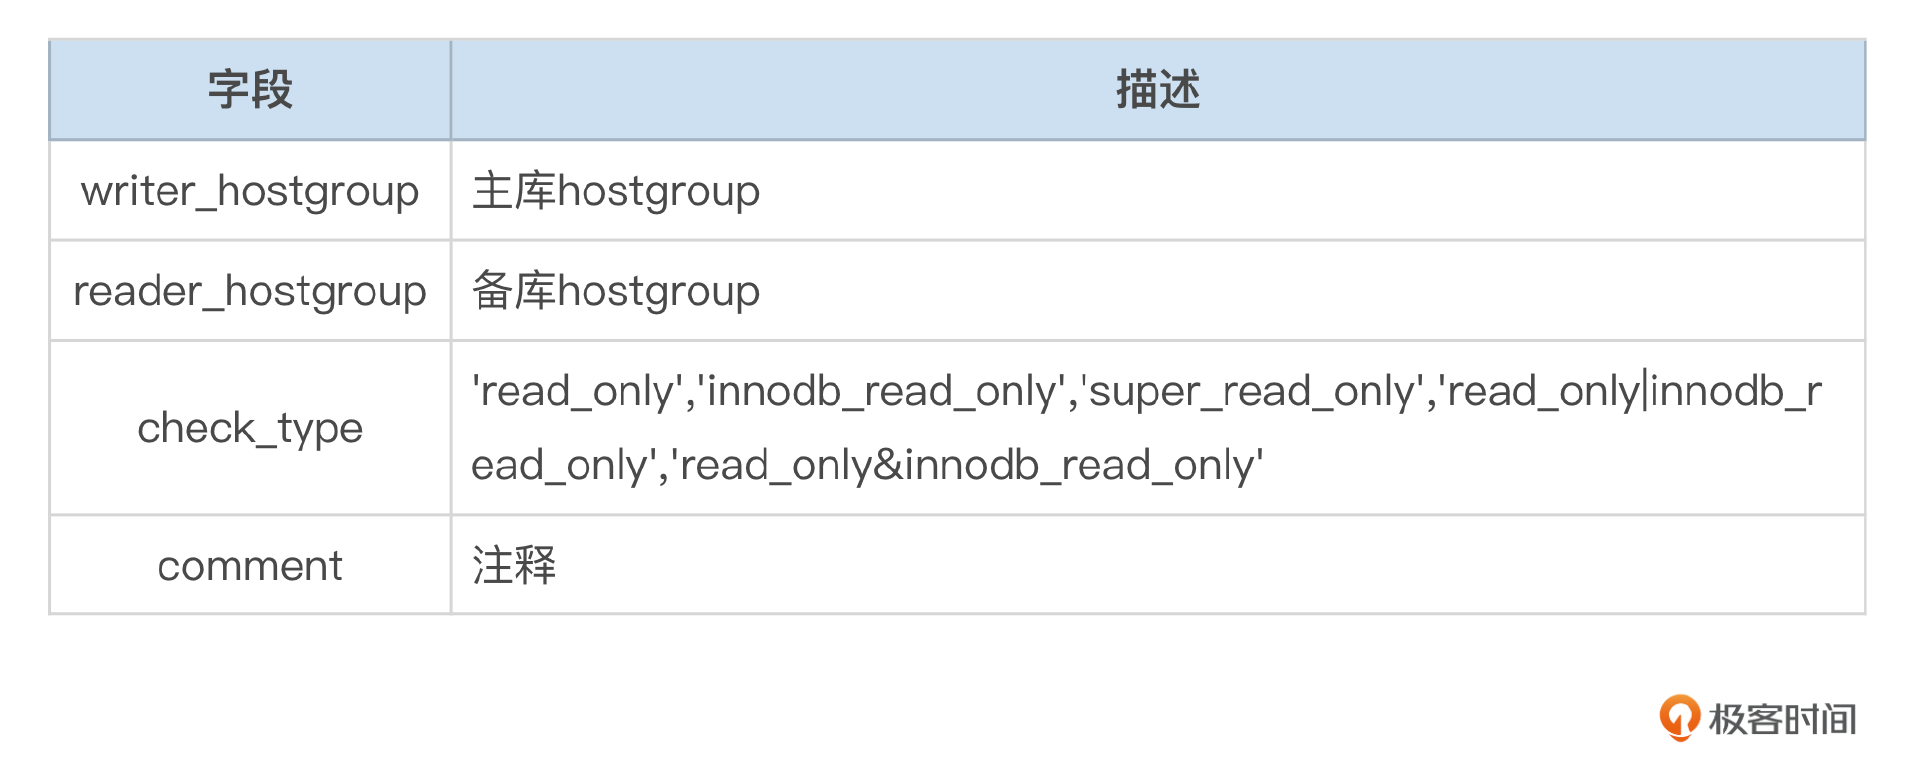 字段 描述
writer_hostgroup 主库hostgroup
reader_hostgroup 备库hostgroup
check_type 'read_only','innodb_read_only','super_read_only','read_only|innodb_r
ead_only','read_only&innodb_read_only'
comment 注释
极客时间